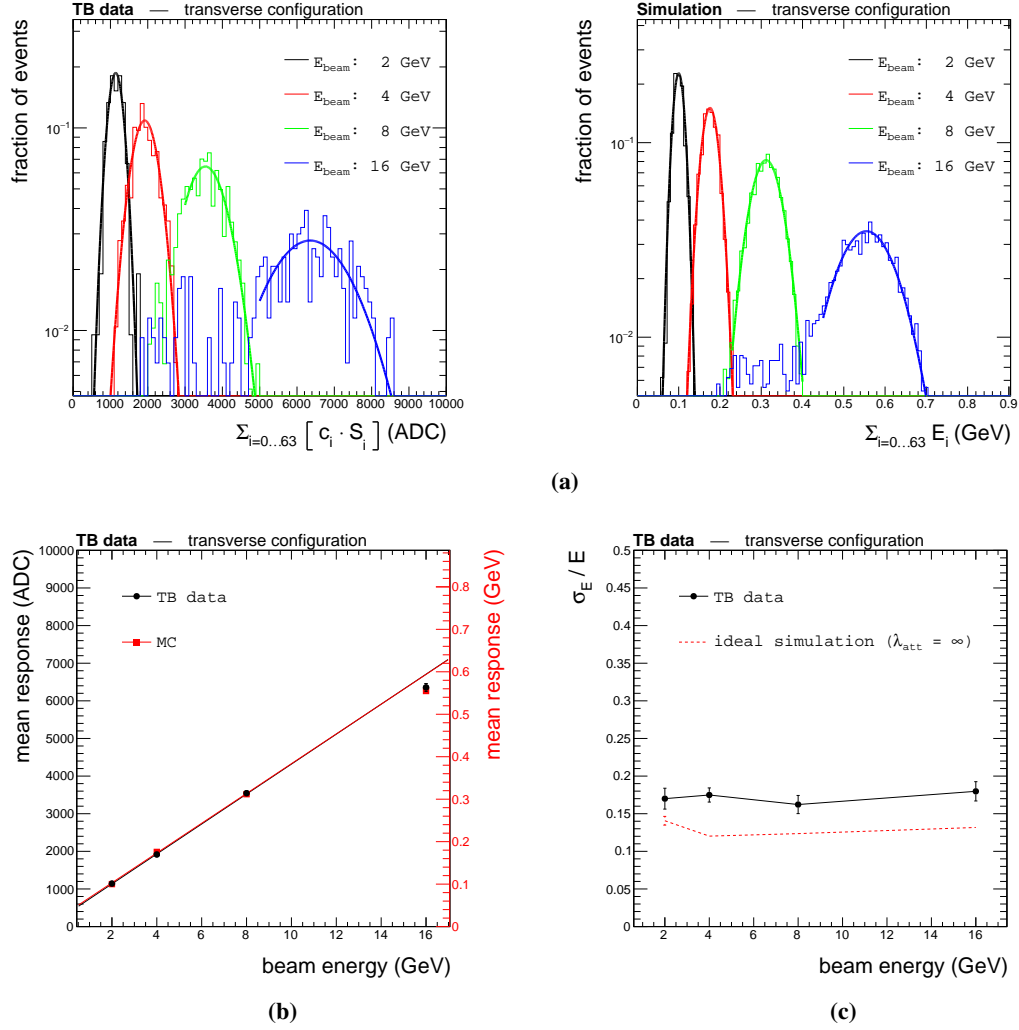 TB data — transverse configuration
fraction of events
10⁻¹
10⁻²
E_beam: 2 GeV
E_beam: 4 GeV
E_beam: 8 GeV
E_beam: 16 GeV
0 1000 2000 3000 4000 5000 6000 7000 8000 9000 10000
Σ_i=0...63 [ c_i · S_i ] (ADC)
Simulation — transverse configuration
fraction of events
10⁻¹
10⁻²
E_beam: 2 GeV
E_beam: 4 GeV
E_beam: 8 GeV
E_beam: 16 GeV
0 0.1 0.2 0.3 0.4 0.5 0.6 0.7 0.8 0.9
Σ_i=0...63 E_i (GeV)
(a)
TB data — transverse configuration
mean response (ADC)
10000
9000
8000
7000
6000
5000
4000
3000
2000
1000
0
TB data
MC
0.8
0.7
0.6
0.5
0.4
0.3
0.2
0.1
0
mean response (GeV)
2 4 6 8 10 12 14 16
beam energy (GeV)
(b)
TB data — transverse configuration
σ_E / E
0.5
0.45
0.4
0.35
0.3
0.25
0.2
0.15
0.1
0.05
0
TB data
ideal simulation (λ_att = ∞)
2 4 6 8 10 12 14 16
beam energy (GeV)
(c)